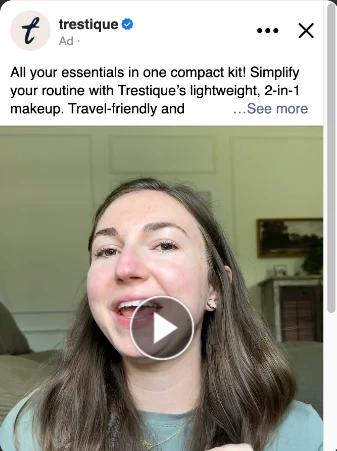 t
trestique
Ad ·
All your essentials in one compact kit! Simplify
your routine with Trestique’s lightweight, 2-in-1
makeup. Travel-friendly and …See more